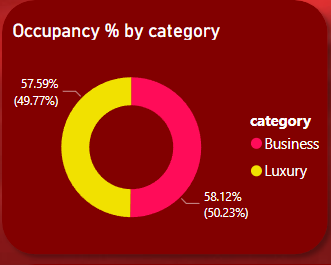 Occupancy % by category
57.59%
(49.77%)
category
Business
Luxury
58.12%
(50.23%)